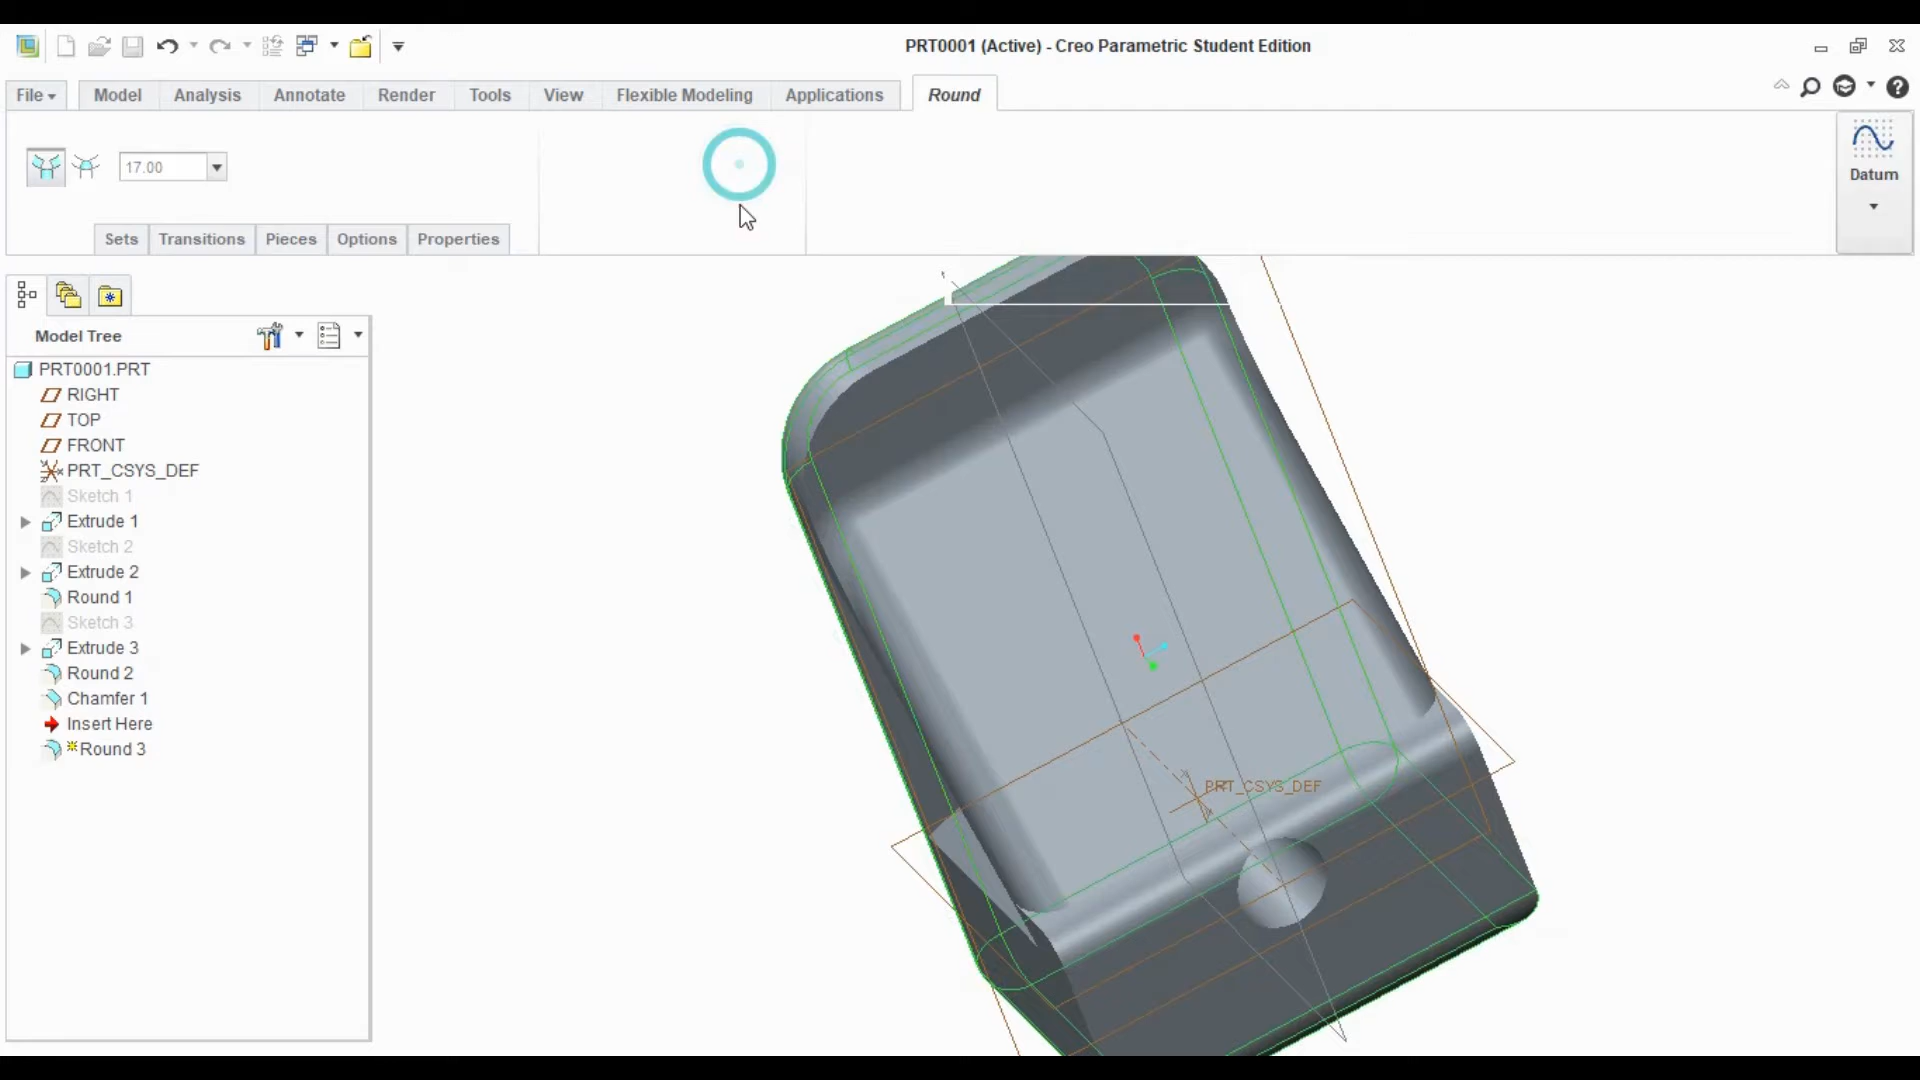 PRT0001 (Active) - Creo Parametric Student Edition
File Model Analysis Annotate Render Tools View Flexible Modeling Applications Round
17.00
Datum
Sets Transitions Pieces Options Properties
Model Tree
PRT0001.PRT
RIGHT
TOP
FRONT
PRT_CSYS_DEF
Sketch 1
Extrude 1
Sketch 2
Extrude 2
Round 1
Sketch 3
Extrude 3
Round 2
Chamfer 1
Insert Here
Round 3
PRT_CSYS_DEF